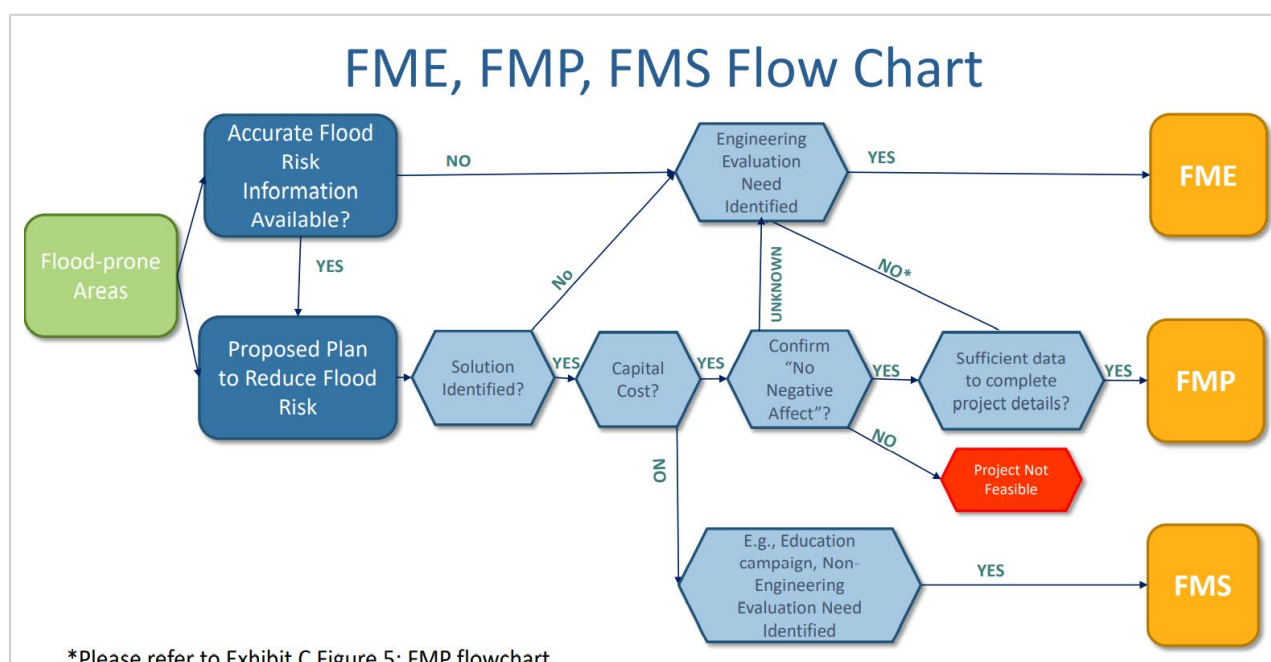 FME, FMP, FMS Flow Chart
Accurate Flood
Risk
Information
Available?
NO
Engineering
Evaluation
Need
Identified
YES
FME
Flood-prone
Areas
YES
No
UNKNOWN
NO*
Proposed Plan
to Reduce Flood
Risk
Solution
Identified?
YES
Capital
Cost?
YES
Confirm
“No
Negative
Affect”?
YES
Sufficient data
to complete
project details?
YES
FMP
NO
NO
Project Not
Feasible
E.g., Education
campaign, Non-
Engineering
Evaluation Need
Identified
YES
FMS
*Please refer to Exhibit C Figure 5: FMP flowchart